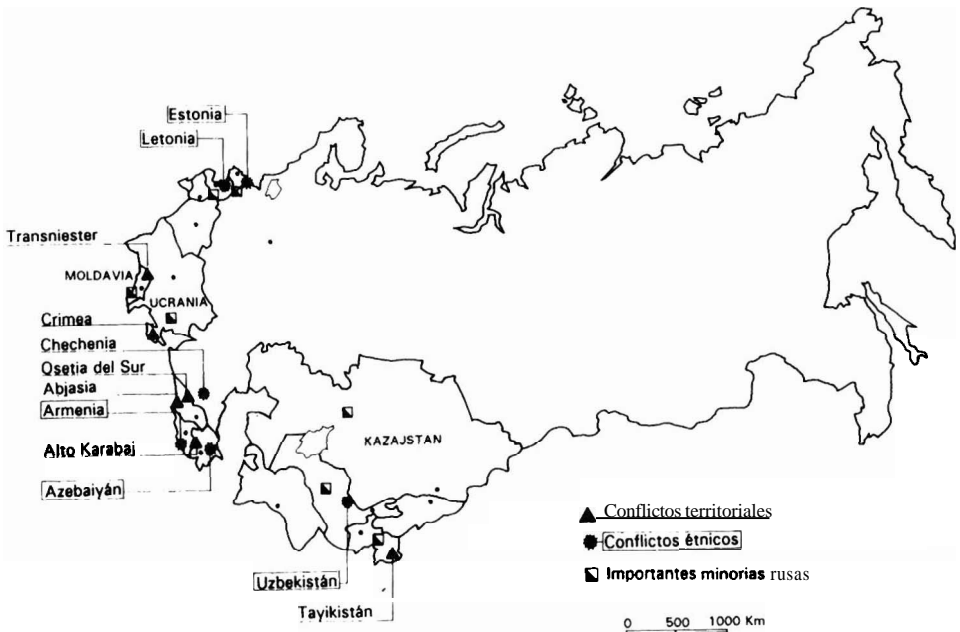 Estonia
Letonia
Transniester
MOLDAVIA
UCRANIA
Crimea
Chechenia
Osetia del Sur
Abjasia
Armenia
Alto Karabaj
Azebaiyán
KAZAJSTAN
Uzbekistán
Tayikistán
Conflictos territoriales
Conflictos étnicos
Importantes minorias rusas
0 500 1000 Km